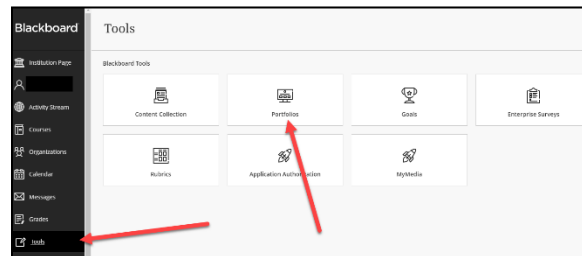 Blackboard
Tools
Institution Page
Activity Stream
Courses
Organizations
Calendar
Messages
Grades
Tools
Blackboard Tools
Content Collection
Portfolios
Goals
Enterprise Surveys
Rubrics
Application Authorization
MyMedia